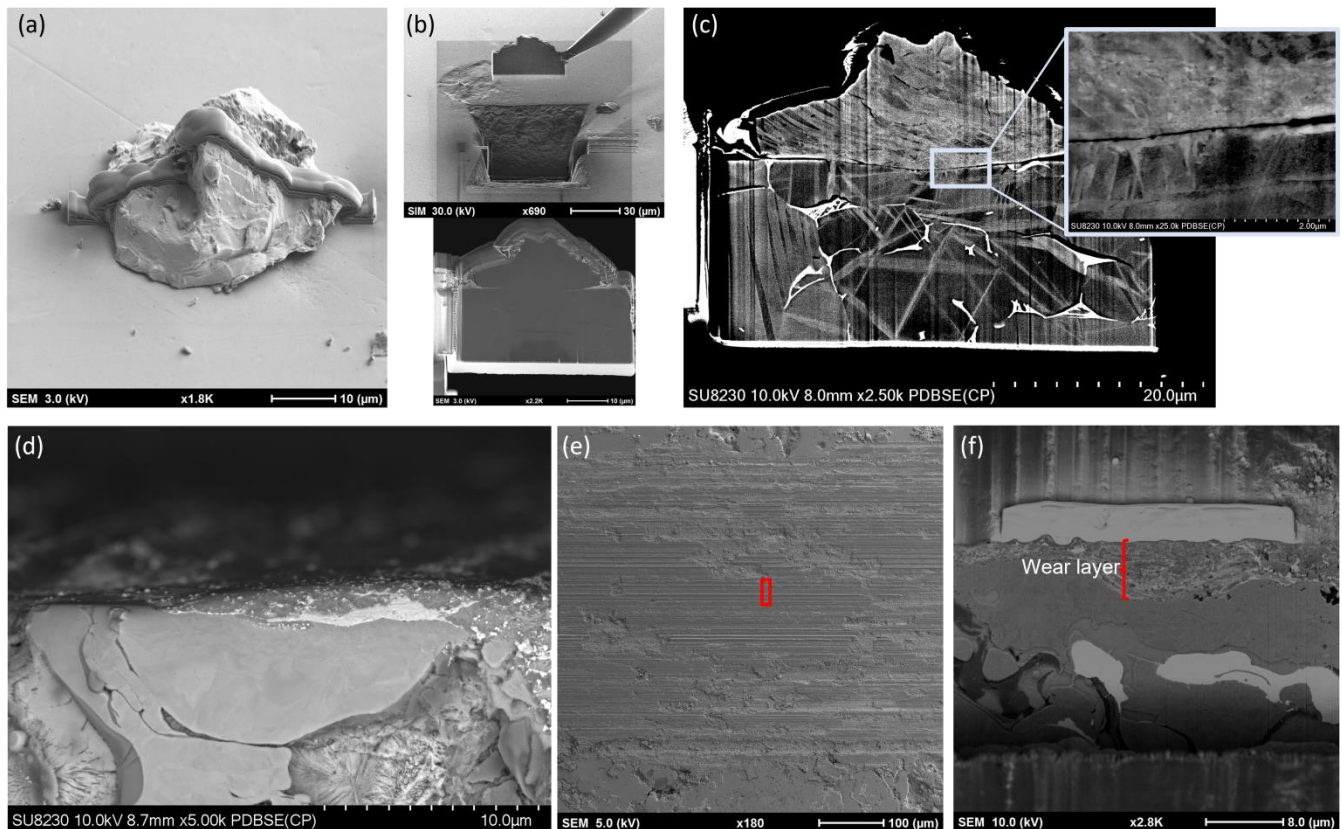 (a)
SEM 3.0 (kV) x1.8K 10 (μm)
(b)
SIM 30.0 (kV) x690 30 (μm)
SEM 3.0 (kV) x2.2K 10 (μm)
(c)
SU8230 10.0kV 8.0mm x25.0k PDBSE(CP) 2.00μm
SU8230 10.0kV 8.0mm x2.50k PDBSE(CP) 20.0μm
(d)
SU8230 10.0kV 8.7mm x5.00k PDBSE(CP) 10.0μm
(e)
SEM 5.0 (kV) x180 100 (μm)
(f)
Wear layer
SEM 10.0 (kV) x2.8K 8.0 (μm)